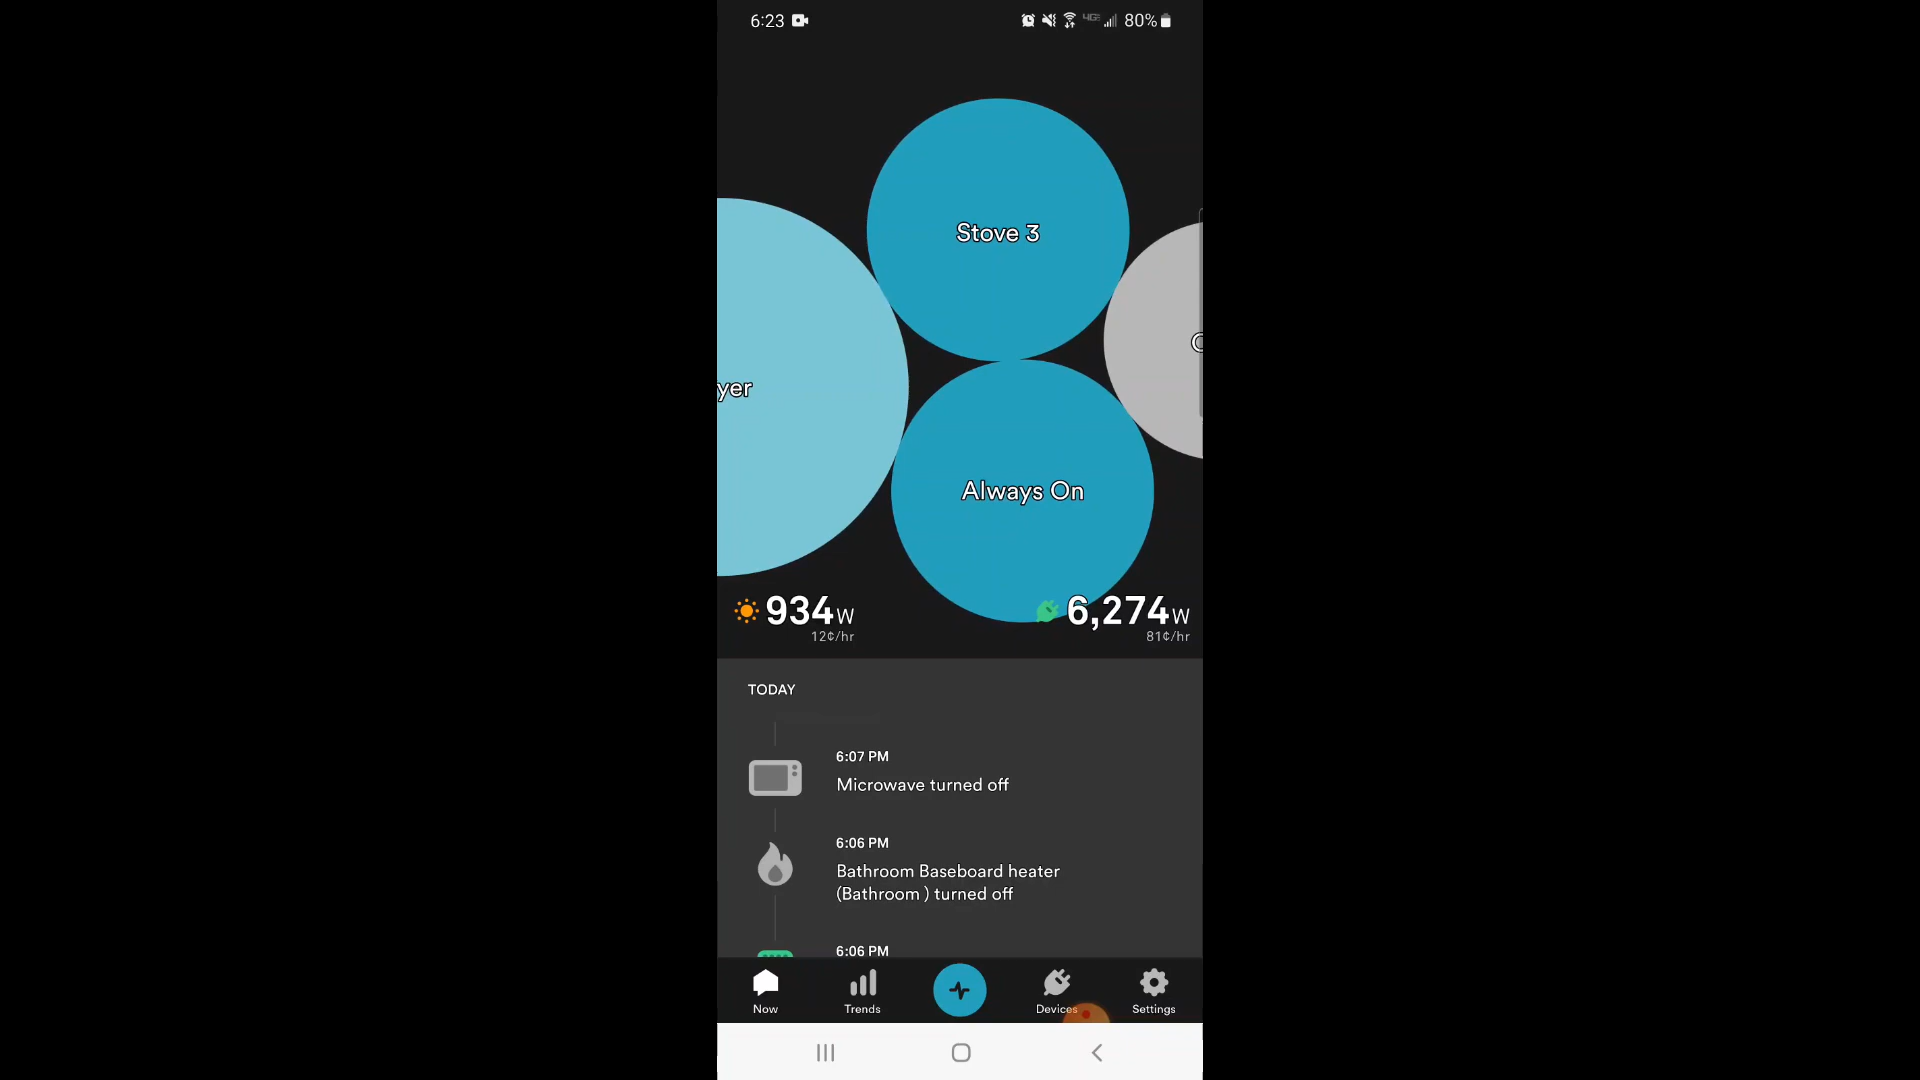 6:23
80%
Stove 3
yer
Always On
934W
12¢/hr
6,274W
81¢/hr
TODAY
6:07 PM
Microwave turned off
6:06 PM
Bathroom Baseboard heater
(Bathroom ) turned off
6:06 PM
Now
Trends
Devices
Settings